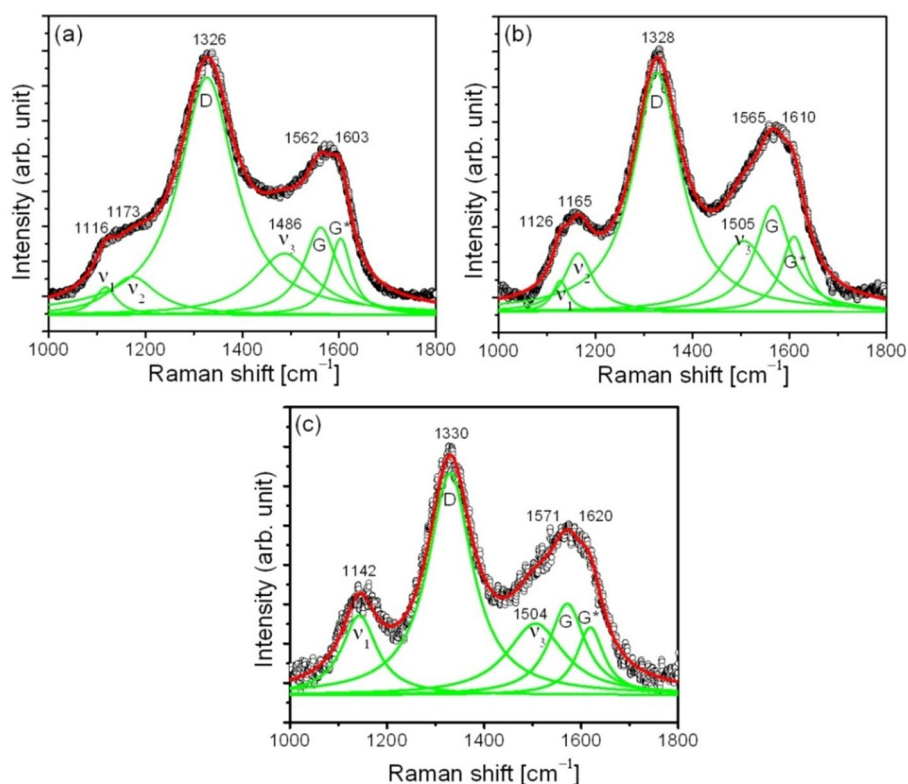 (a)
1326
D
1562 1603
1173
1116
1486
ν3
G G*
ν1
ν2
Intensity (arb. unit)
1000 1200 1400 1600 1800
Raman shift [cm−1]
(b)
1328
D
1565 1610
1165
1126
1505
ν3
G
G*
ν2
ν1
Intensity (arb. unit)
1000 1200 1400 1600 1800
Raman shift [cm−1]
(c)
1330
D
1571 1620
1142
1504
ν3
G G*
ν1
Intensity (arb. unit)
1000 1200 1400 1600 1800
Raman shift [cm−1]